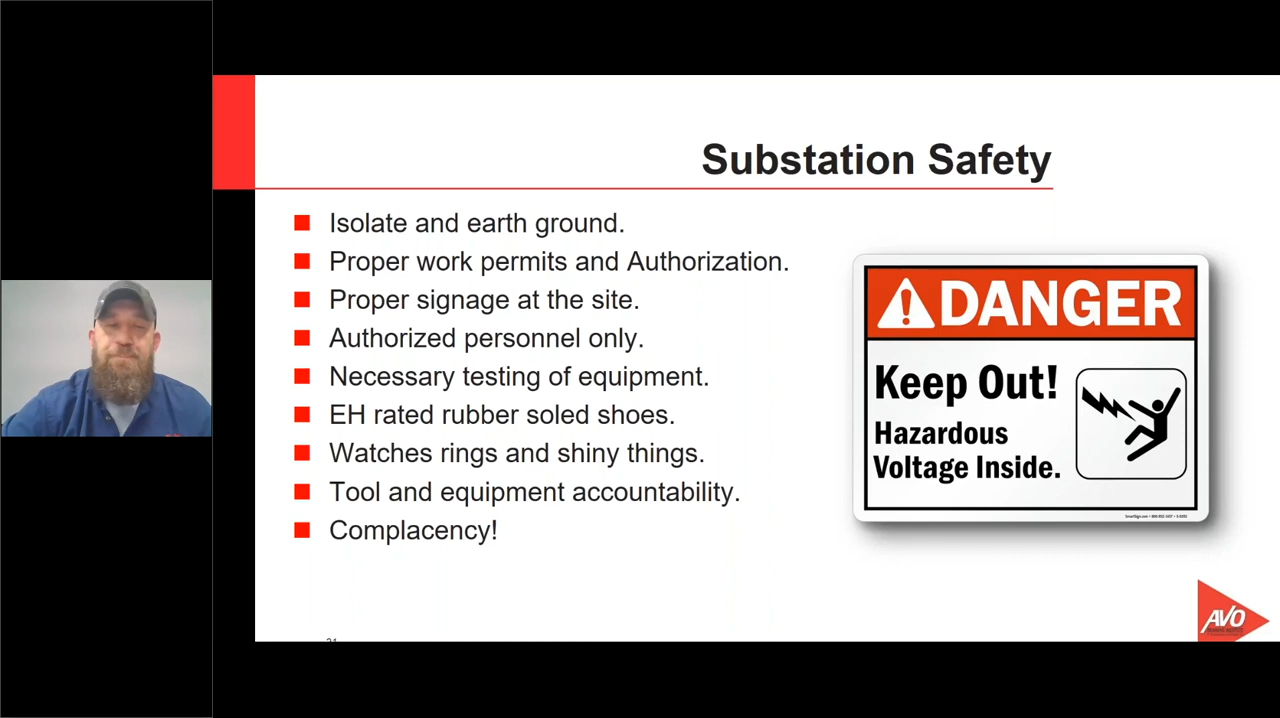 Substation Safety
Isolate and earth ground.
Proper work permits and Authorization.
Proper signage at the site.
Authorized personnel only.
Necessary testing of equipment.
EH rated rubber soled shoes.
Watches rings and shiny things.
Tool and equipment accountability.
Complacency!
DANGER
Keep Out!
Hazardous
Voltage Inside.
AVO